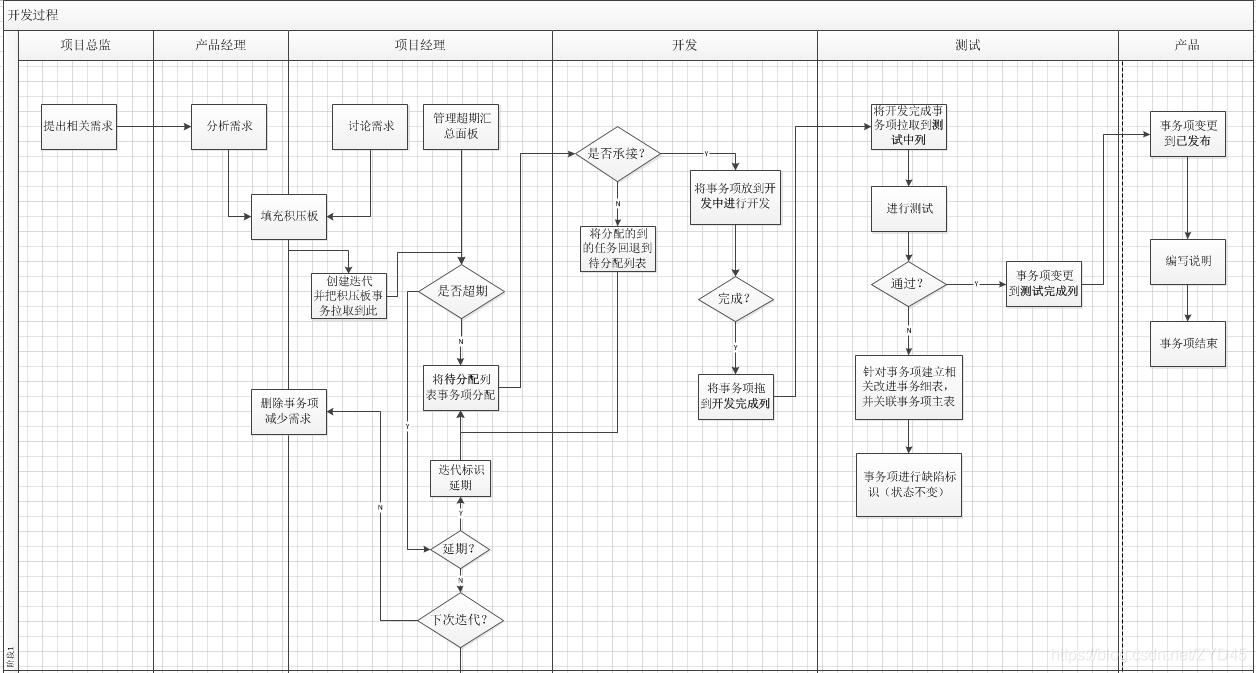 开发过程
项目总监
产品经理
项目经理
开发
测试
产品
提出相关需求
分析需求
讨论需求
管理超期汇
总面板
填充积压板
创建迭代
并把积压板事
务拉取到此
是否超期
N
Y
将待分配列
表事务项分配
删除事务项
减少需求
迭代标识
延期
Y
延期?
N
下次迭代?
N
是否承接?
Y
N
将分配的到
的任务回退到
待分配列表
将事务项放到开
发中进行开发
完成?
Y
将事务项拖
到开发完成列
将开发完成事
务项拉取到测
试中列
进行测试
通过?
Y
N
事务项变更
到测试完成列
针对事务项建立相
关改进事务细表,
并关联事务项主表
事务项进行缺陷标
识（状态不变）
事务项变更
到已发布
编写说明
事务项结束
阶段1
https://blog.csdn.net/ZYD45